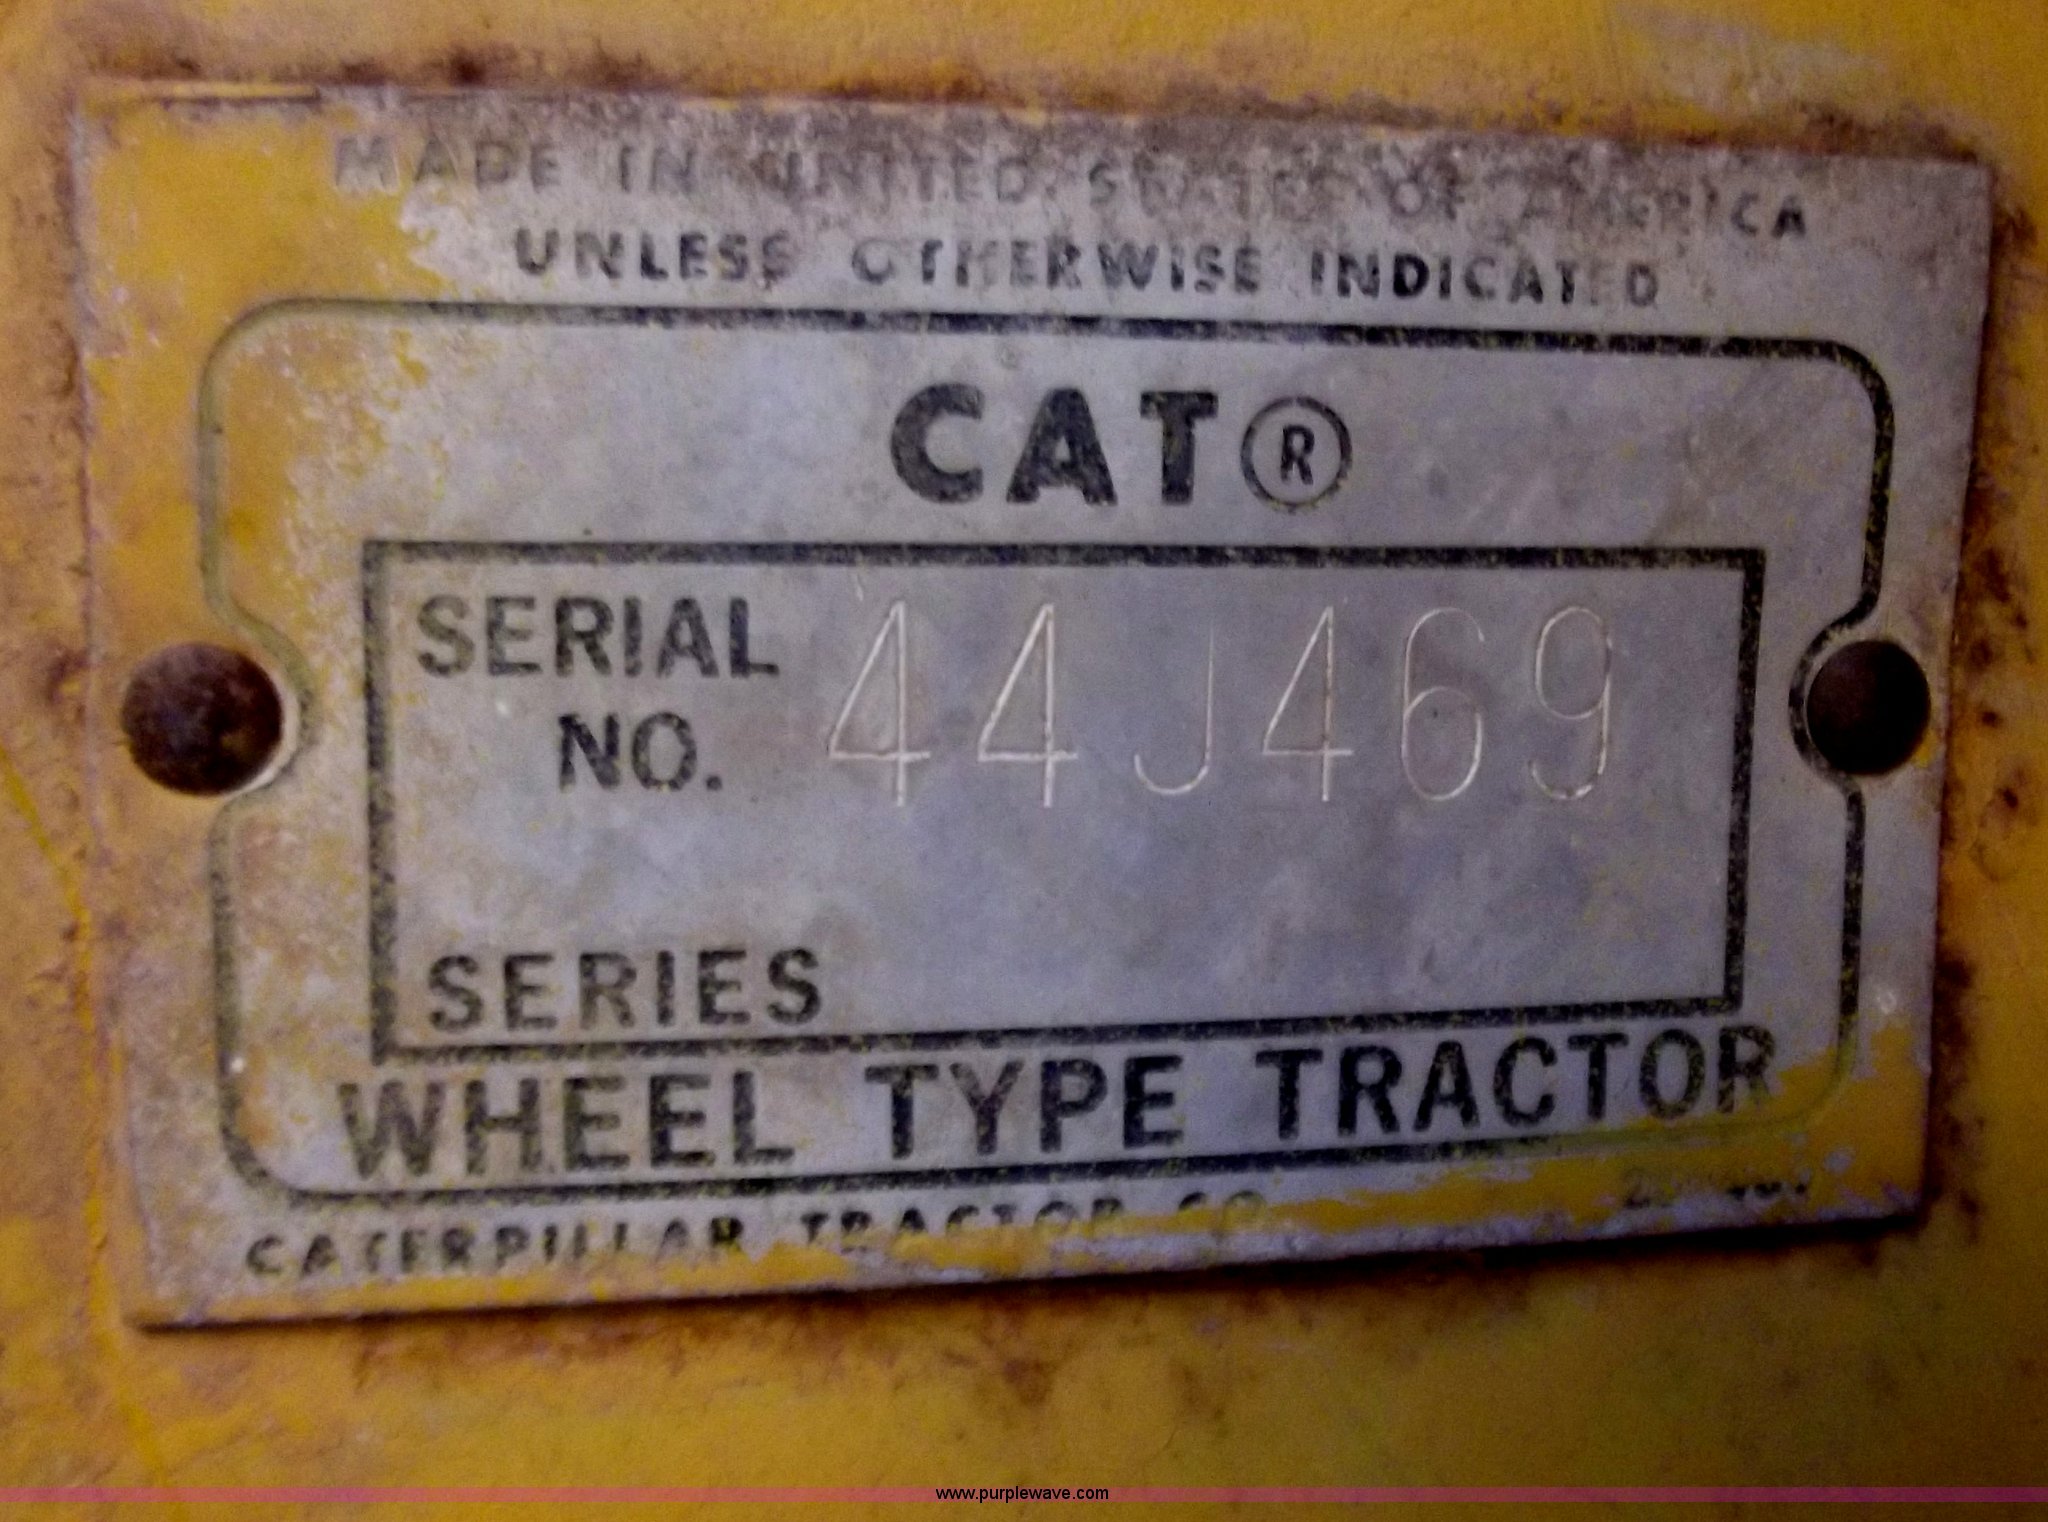 MADE IN UNITED STATES OF AMERICA
UNLESS OTHERWISE INDICATED
CAT®
SERIAL NO. 44J469
SERIES
WHEEL TYPE TRACTOR
CATERPILLAR TRACTOR CO
www.purplewave.com